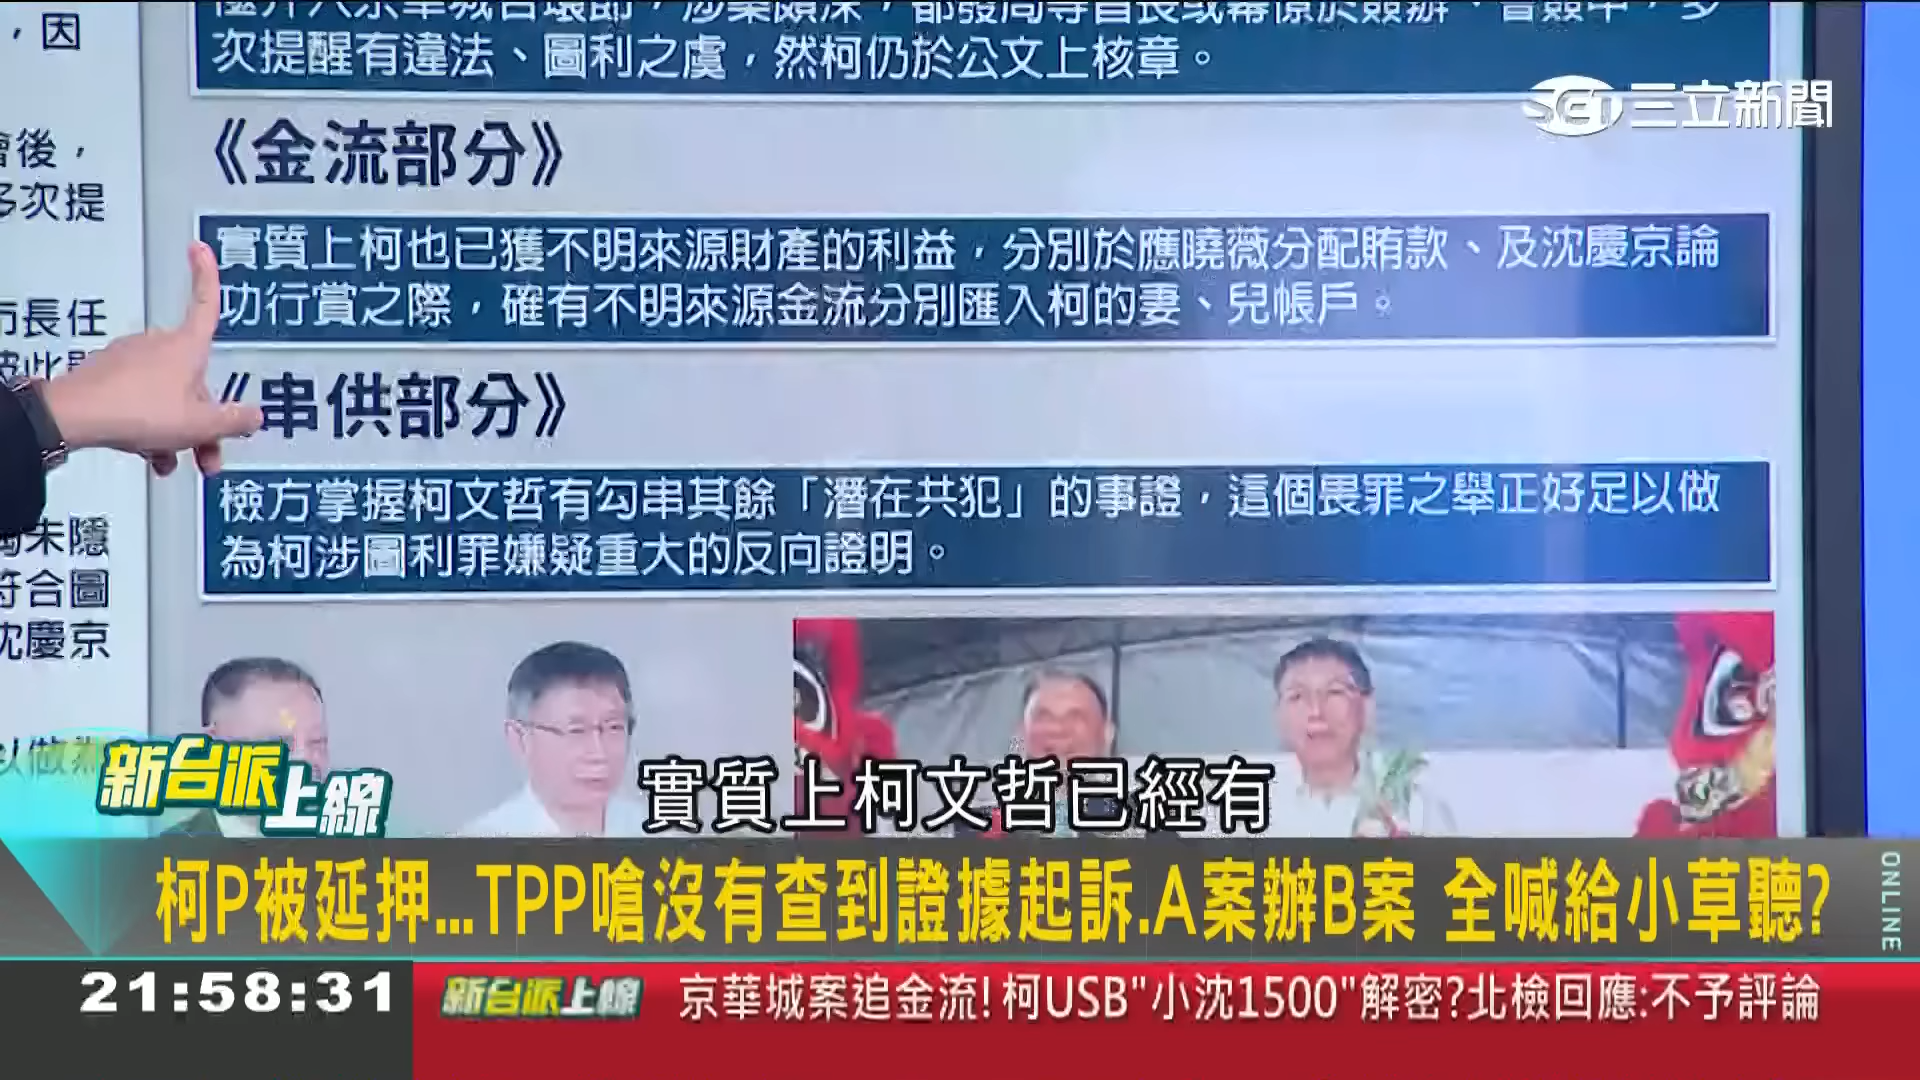 ，因
會後，
多次提
市長任
彼此
未隱
符合圖
沈慶京
以做為
次提醒有違法、圖利之虞，然柯仍於公文上核章。
SET 三立新聞
《金流部分》
實質上柯也已獲不明來源財產的利益，分別於應曉薇分配賄款、及沈慶京論
功行賞之際，確有不明來源金流分別匯入柯的妻、兒帳戶。
《串供部分》
檢方掌握柯文哲有勾串其餘「潛在共犯」的事證，這個畏罪之舉正好足以做
為柯涉圖利罪嫌疑重大的反向證明。
新台派上線
實質上柯文哲已經有
柯P被延押...TPP嗆沒有查到證據起訴.A案辦B案 全喊給小草聽?
ONLINE
21:58:31
新台派上線
京華城案追金流!柯USB"小沈1500"解密?北檢回應:不予評論